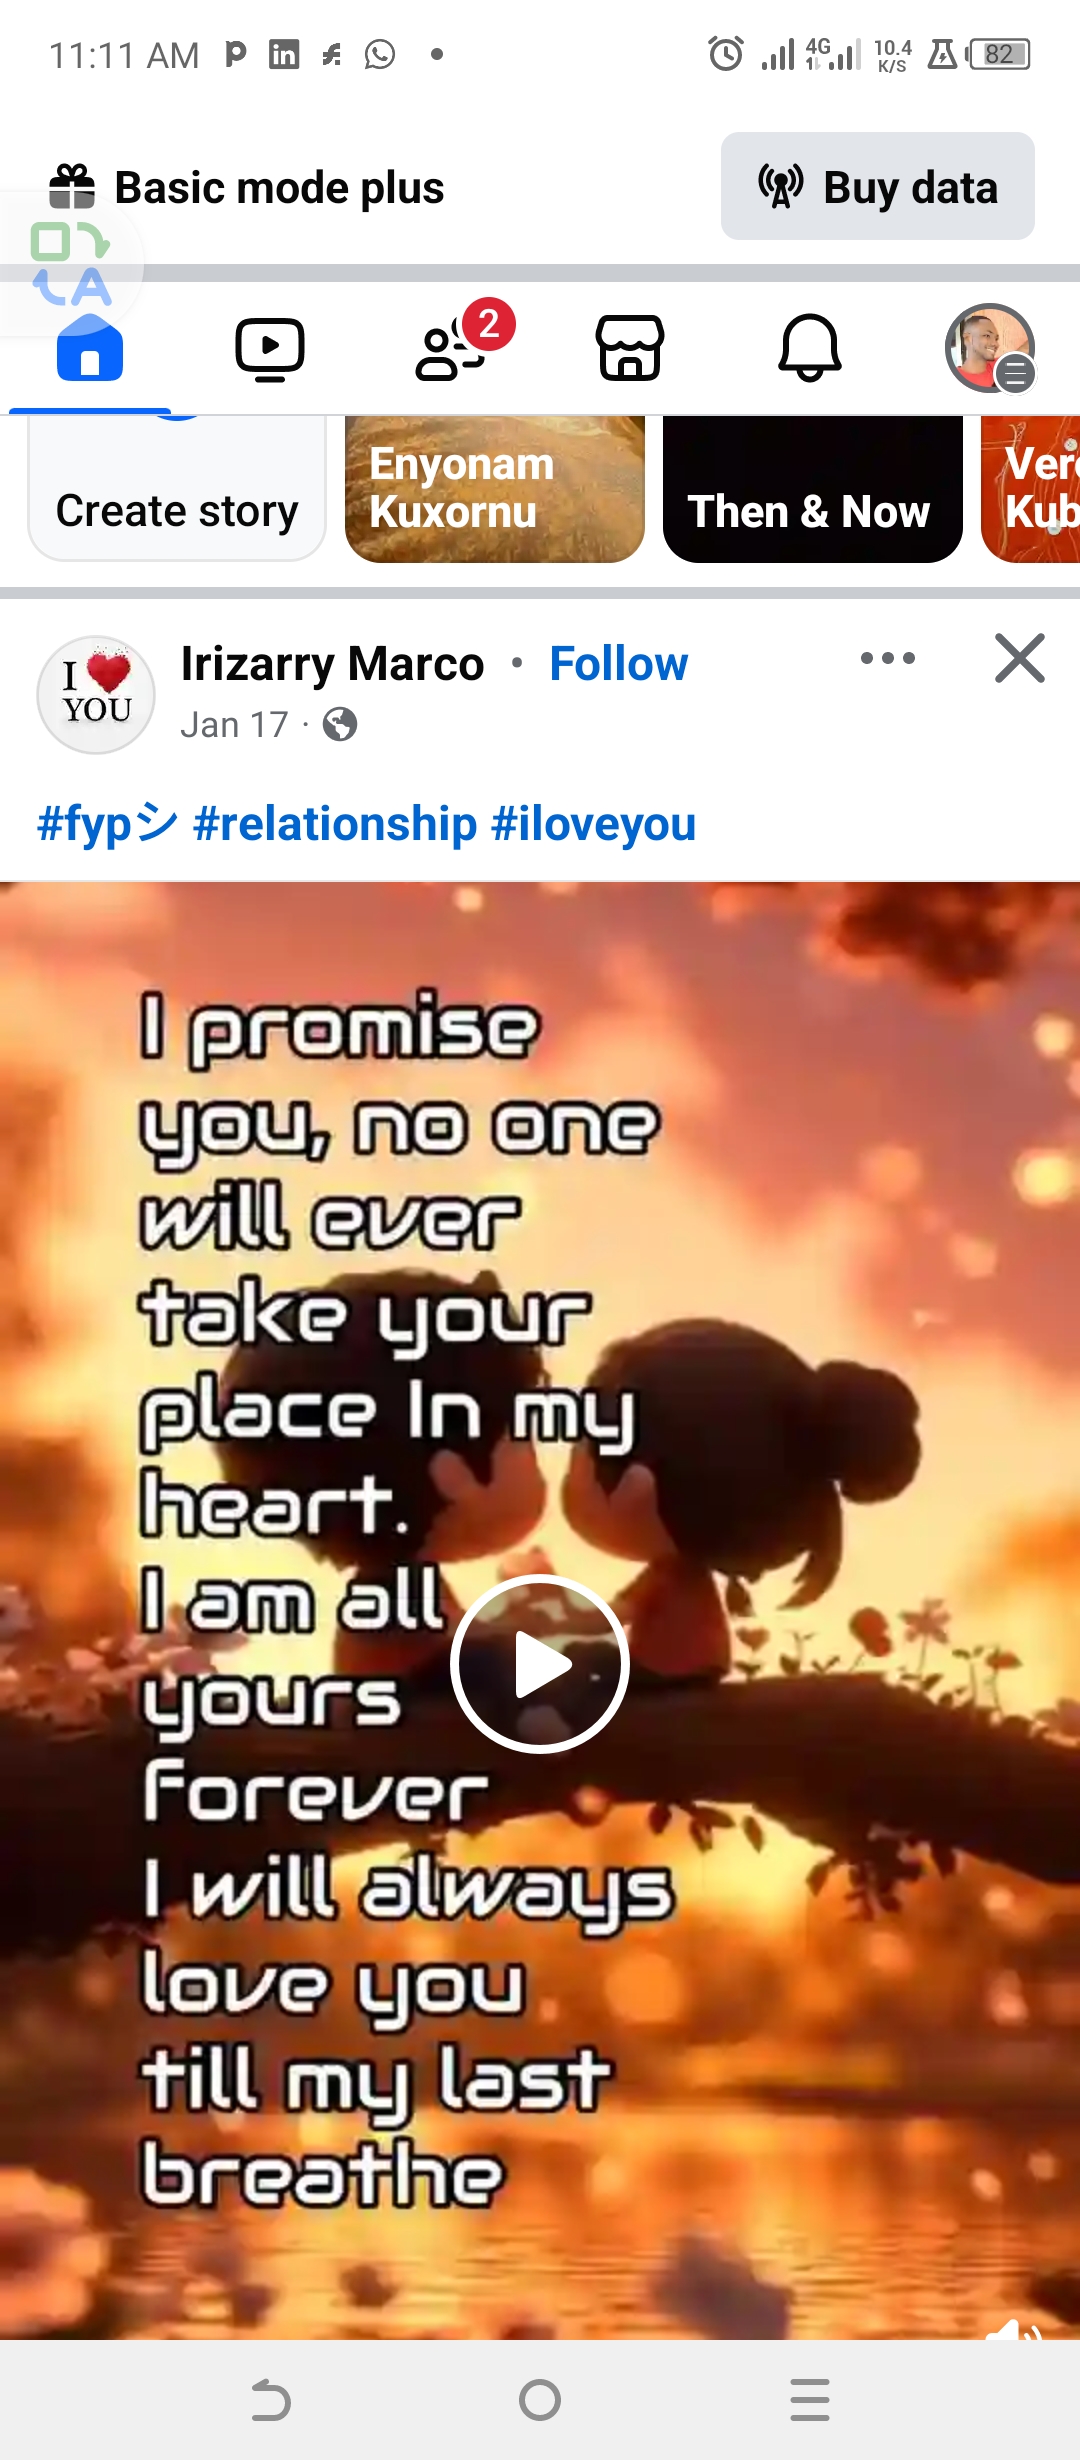 11:11 AM
4G
10.4
K/S
82
Basic mode plus
Buy data
A
2
Create story
Enyonam
Kuxornu
Then & Now
I
YOU
Irizarry Marco • Follow
Jan 17 ·
#fypシ #relationship #iloveyou
I promise
you, no one
will ever
take your
place In my
heart.
I am all
yours
forever
I will always
love you
till my last
breathe